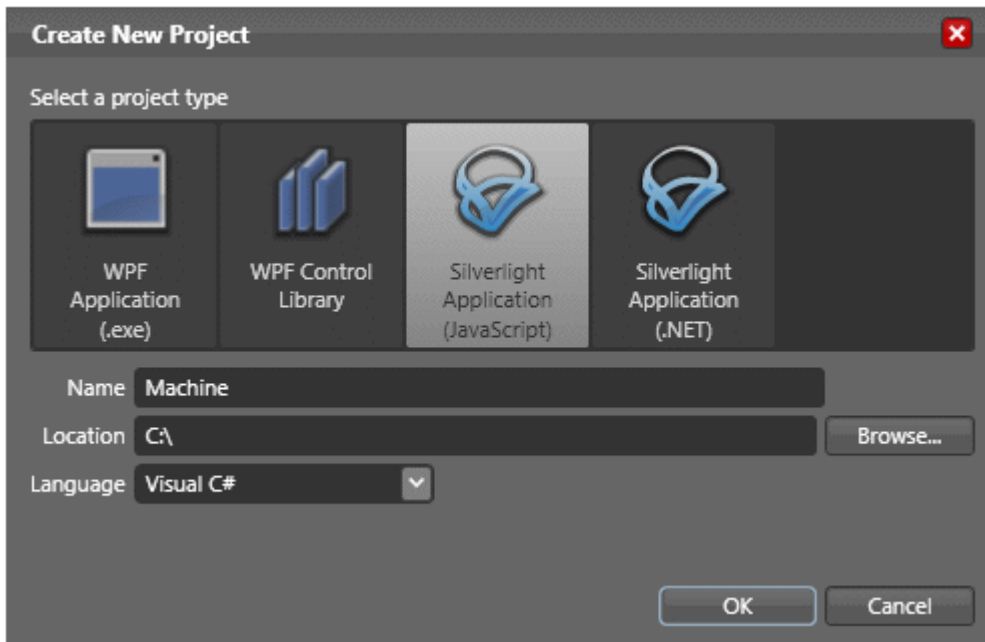 Create New Project
Select a project type
WPF
Application
(.exe)
WPF Control
Library
Silverlight
Application
(JavaScript)
Silverlight
Application
(.NET)
Name Machine
Location C:\ Browse...
Language Visual C#
OK Cancel